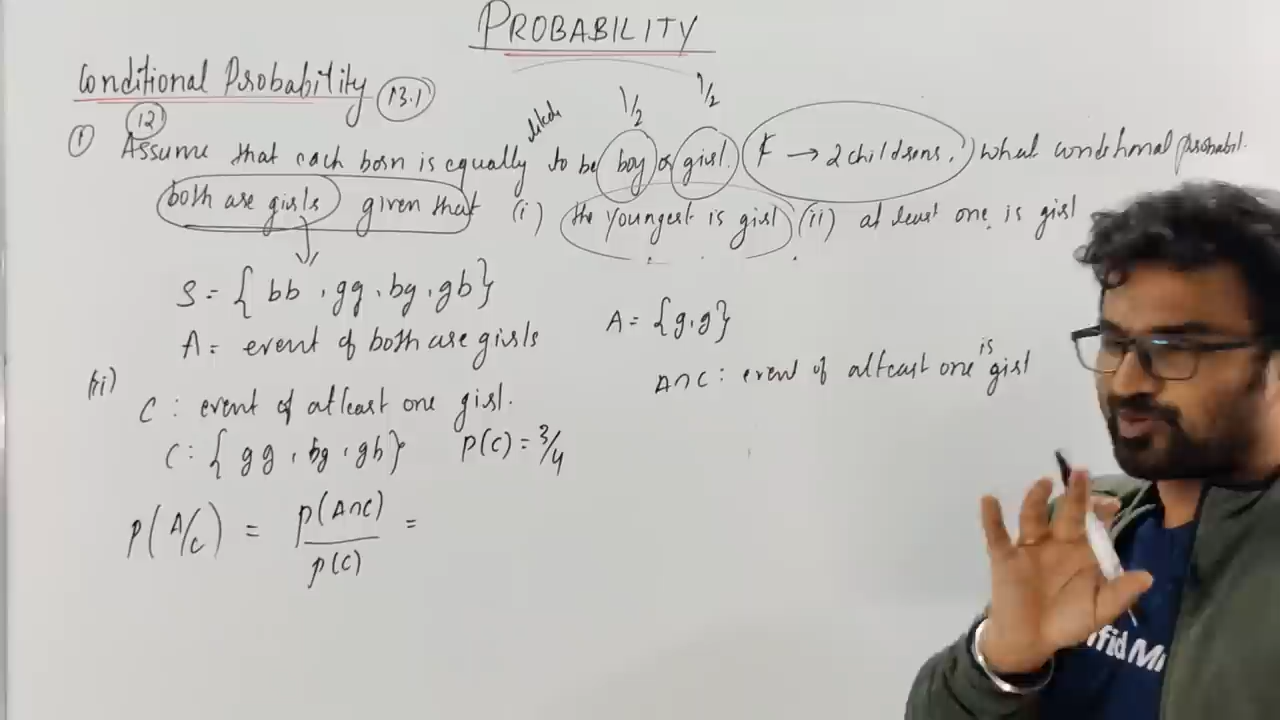 PROBABILITY
Conditional Probability 13.1
12
1/2 1/2
① Assume that each born is equally likely to be boy or girl. F → 2 childrens, what conditional probabil.
both are girls given that (i) the youngest is girl (ii) at least one is girl
S = { bb, gg, bg, gb}
A = event of both are girls
A = {g,g}
(ii)
C : event of atleast one girl.
A∩C : event of atleast one is girl
C : { gg, bg, gb} P(C) = 3/4
P(A/C) = P(A∩C)/P(C) =